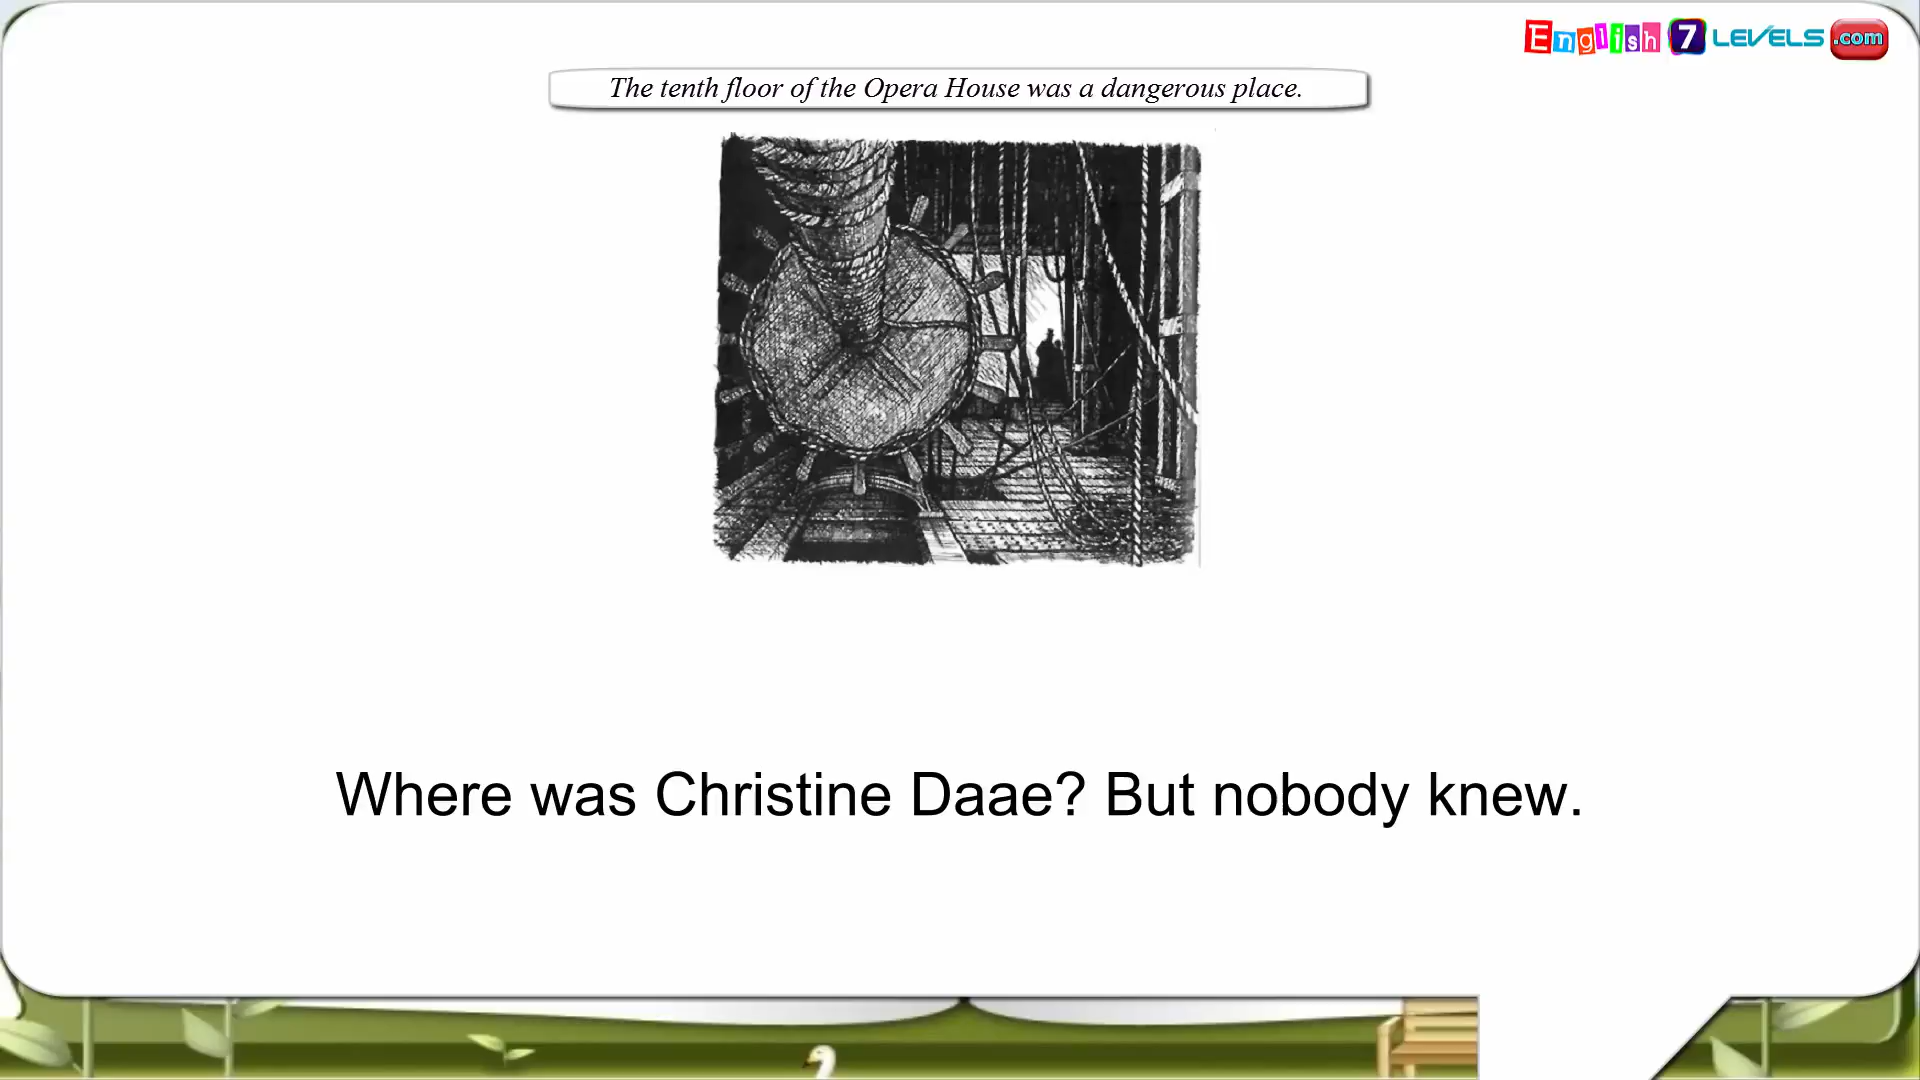 English 7 LEVELS .com
The tenth floor of the Opera House was a dangerous place.
Where was Christine Daae? But nobody knew.